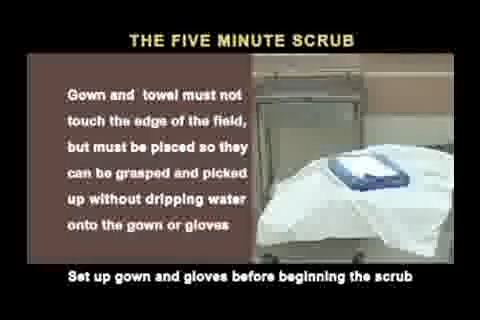 THE FIVE MINUTE SCRUB
Gown and towel must not
touch the edge of the field,
but must be placed so they
can be grasped and picked
up without dripping water
onto the gown or gloves
Set up gown and gloves before beginning the scrub